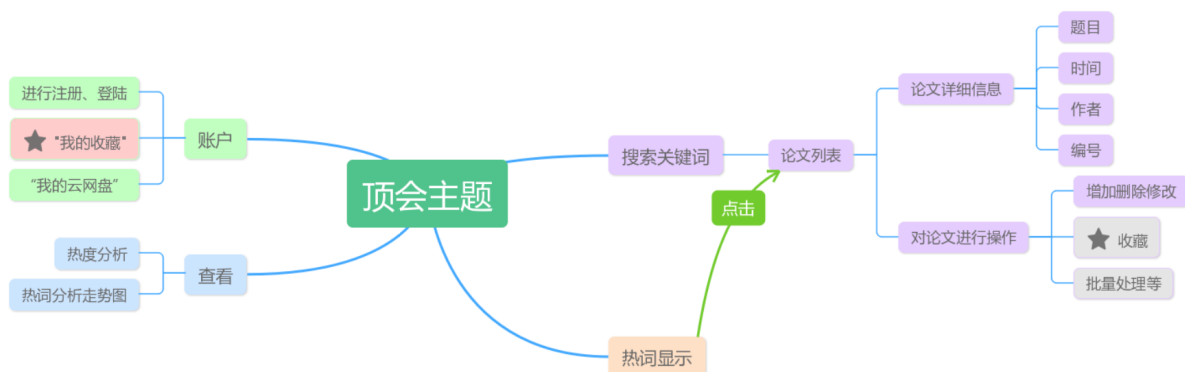 顶会主题
账户
进行注册、登陆
"我的收藏"
“我的云网盘”
查看
热度分析
热词分析走势图
搜索关键词
论文列表
论文详细信息
题目
时间
作者
编号
对论文进行操作
增加删除修改
收藏
批量处理等
点击
热词显示